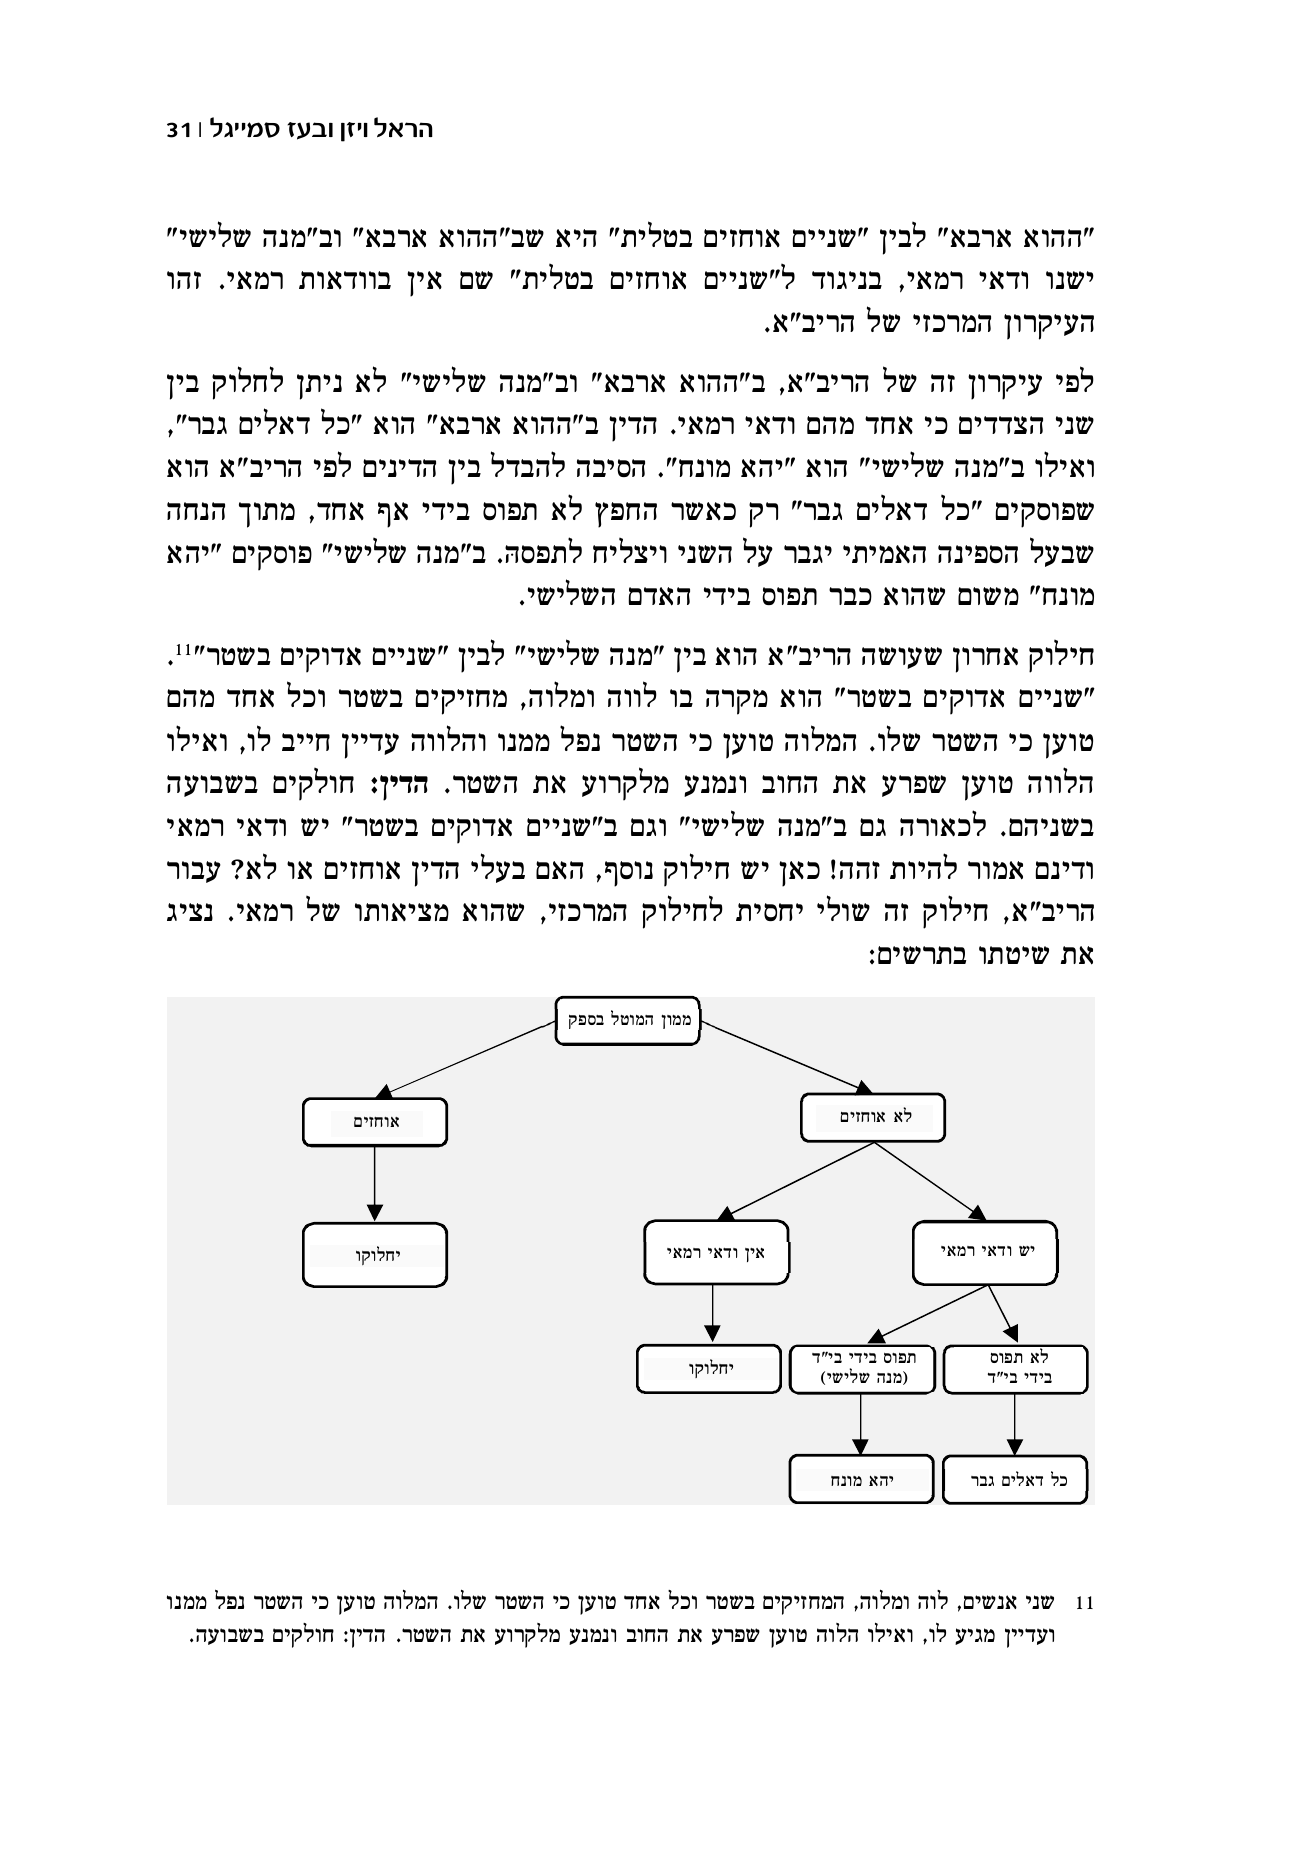 הראל ויזן ובעז סמייגל | 31
"ההוא ארבא" לבין "שניים אוחזים בטלית" היא שב"ההוא ארבא" וב"מנה שלישי"
ישנו ודאי רמאי, בניגוד ל"שניים אוחזים בטלית" שם אין בוודאות רמאי. זהו
העיקרון המרכזי של הריב"א.
לפי עיקרון זה של הריב"א, ב"ההוא ארבא" וב"מנה שלישי" לא ניתן לחלוק בין
שני הצדדים כי אחד מהם ודאי רמאי. הדין ב"ההוא ארבא" הוא "כל דאלים גבר",
ואילו ב"מנה שלישי" הוא "יהא מונח". הסיבה להבדל בין הדינים לפי הריב"א הוא
שפוסקים "כל דאלים גבר" רק כאשר החפץ לא תפוס בידי אף אחד, מתוך הנחה
שבעל הספינה האמיתי יגבר על השני ויצליח לתפסהּ. ב"מנה שלישי" פוסקים "יהא
מונח" משום שהוא כבר תפוס בידי האדם השלישי.
חילוק אחרון שעושה הריב"א הוא בין "מנה שלישי" לבין "שניים אדוקים בשטר"11.
"שניים אדוקים בשטר" הוא מקרה בו לווה ומלוה, מחזיקים בשטר וכל אחד מהם
טוען כי השטר שלו. המלוה טוען כי השטר נפל ממנו והלווה עדיין חייב לו, ואילו
הלווה טוען שפרע את החוב ונמנע מלקרוע את השטר. הדין: חולקים בשבועה
בשניהם. לכאורה גם ב"מנה שלישי" וגם ב"שניים אדוקים בשטר" יש ודאי רמאי
ודינם אמור להיות זהה! כאן יש חילוק נוסף, האם בעלי הדין אוחזים או לא? עבור
הריב"א, חילוק זה שולי יחסית לחילוק המרכזי, שהוא מציאותו של רמאי. נציג
את שיטתו בתרשים:
ממון המוטל בספק
לא אוחזים
אוחזים
יש ודאי רמאי
אין ודאי רמאי
יחלוקו
לא תפוס
בידי בי"ד
תפוס בידי בי"ד
(מנה שלישי)
יחלוקו
כל דאלים גבר
יהא מונח
11 שני אנשים, לוה ומלוה, המחזיקים בשטר וכל אחד טוען כי השטר שלו. המלוה טוען כי השטר נפל ממנו
ועדיין מגיע לו, ואילו הלוה טוען שפרע את החוב ונמנע מלקרוע את השטר. הדין: חולקים בשבועה.